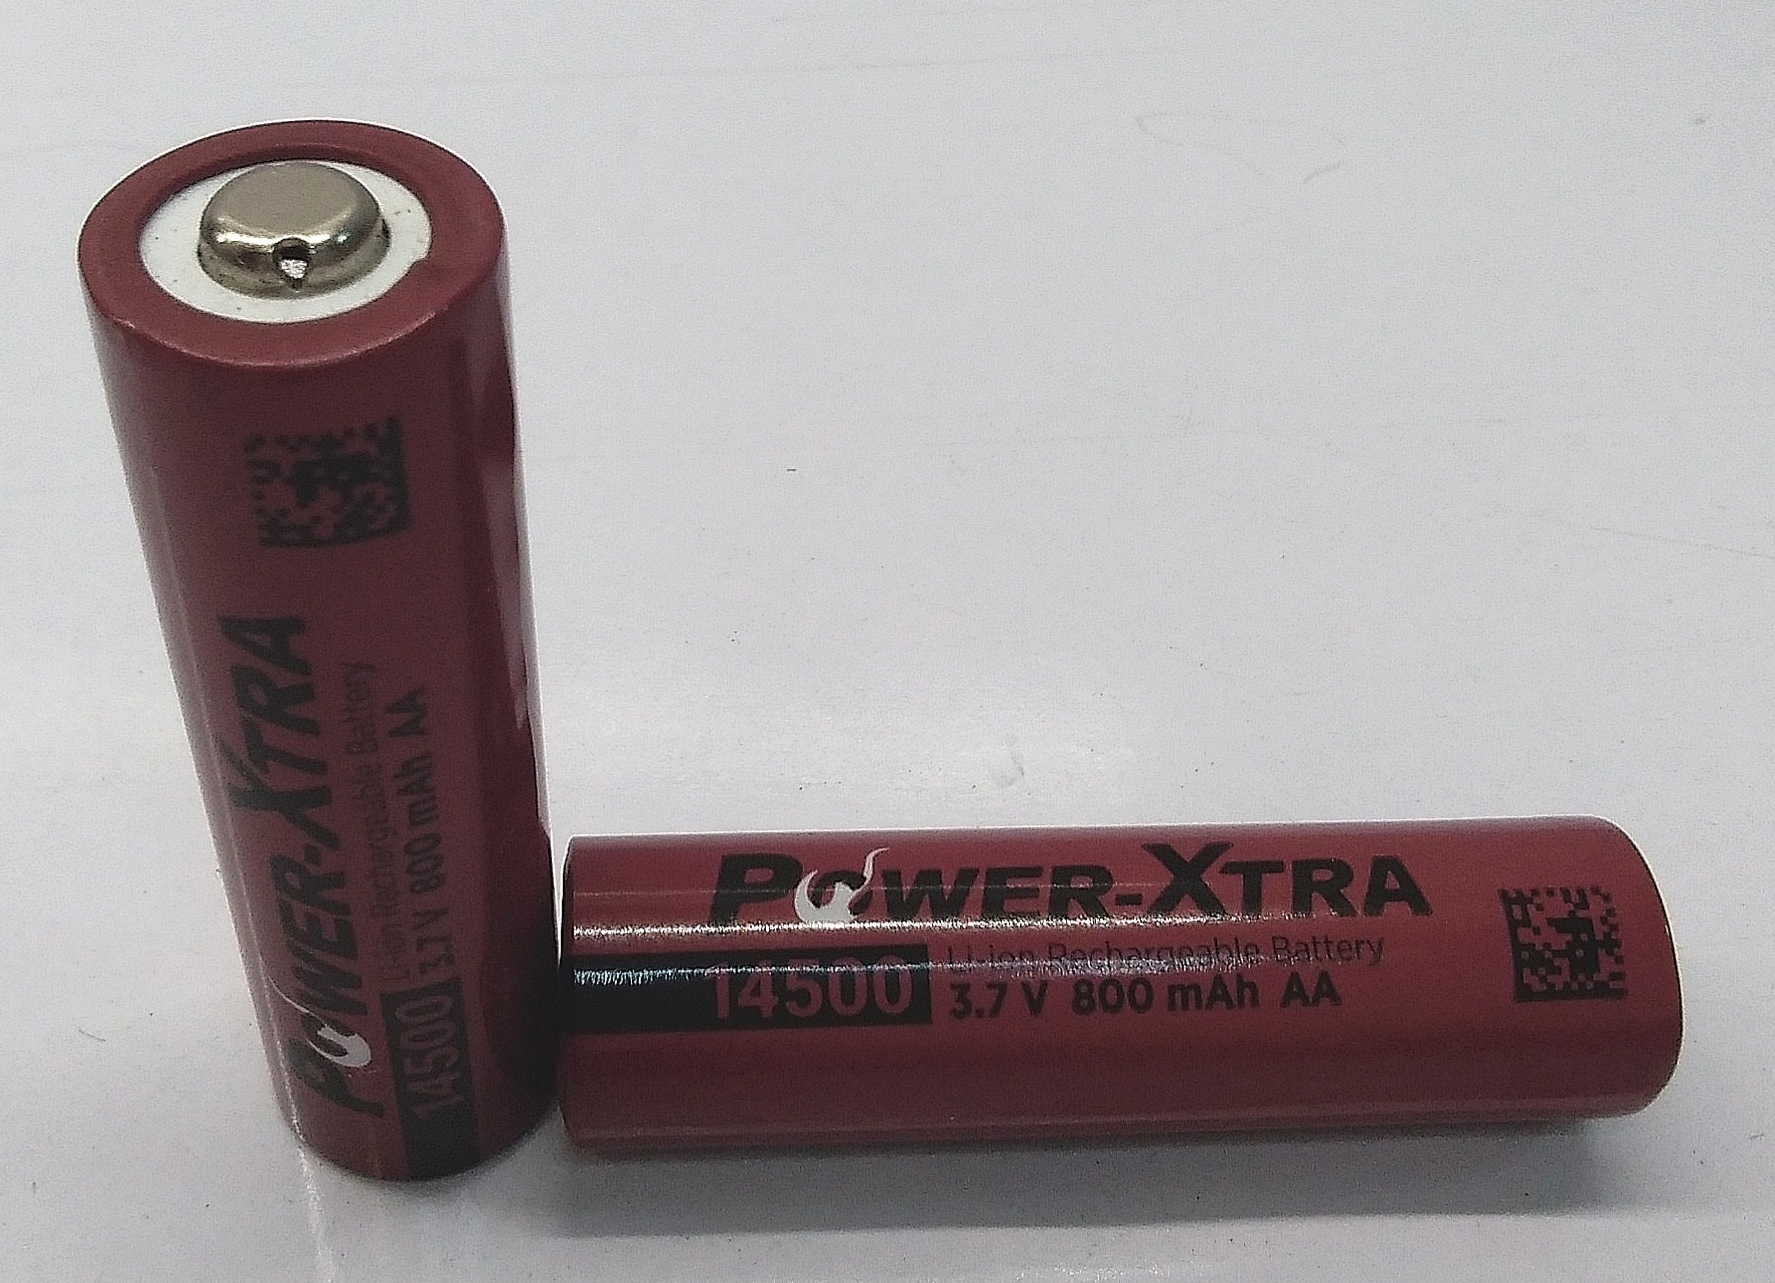 POWER-XTRA
Li-ion Rechargeable Battery
14500 3.7 V 800 mAh AA
POWER-XTRA
Li-ion Rechargeable Battery
14500 3.7 V 800 mAh AA